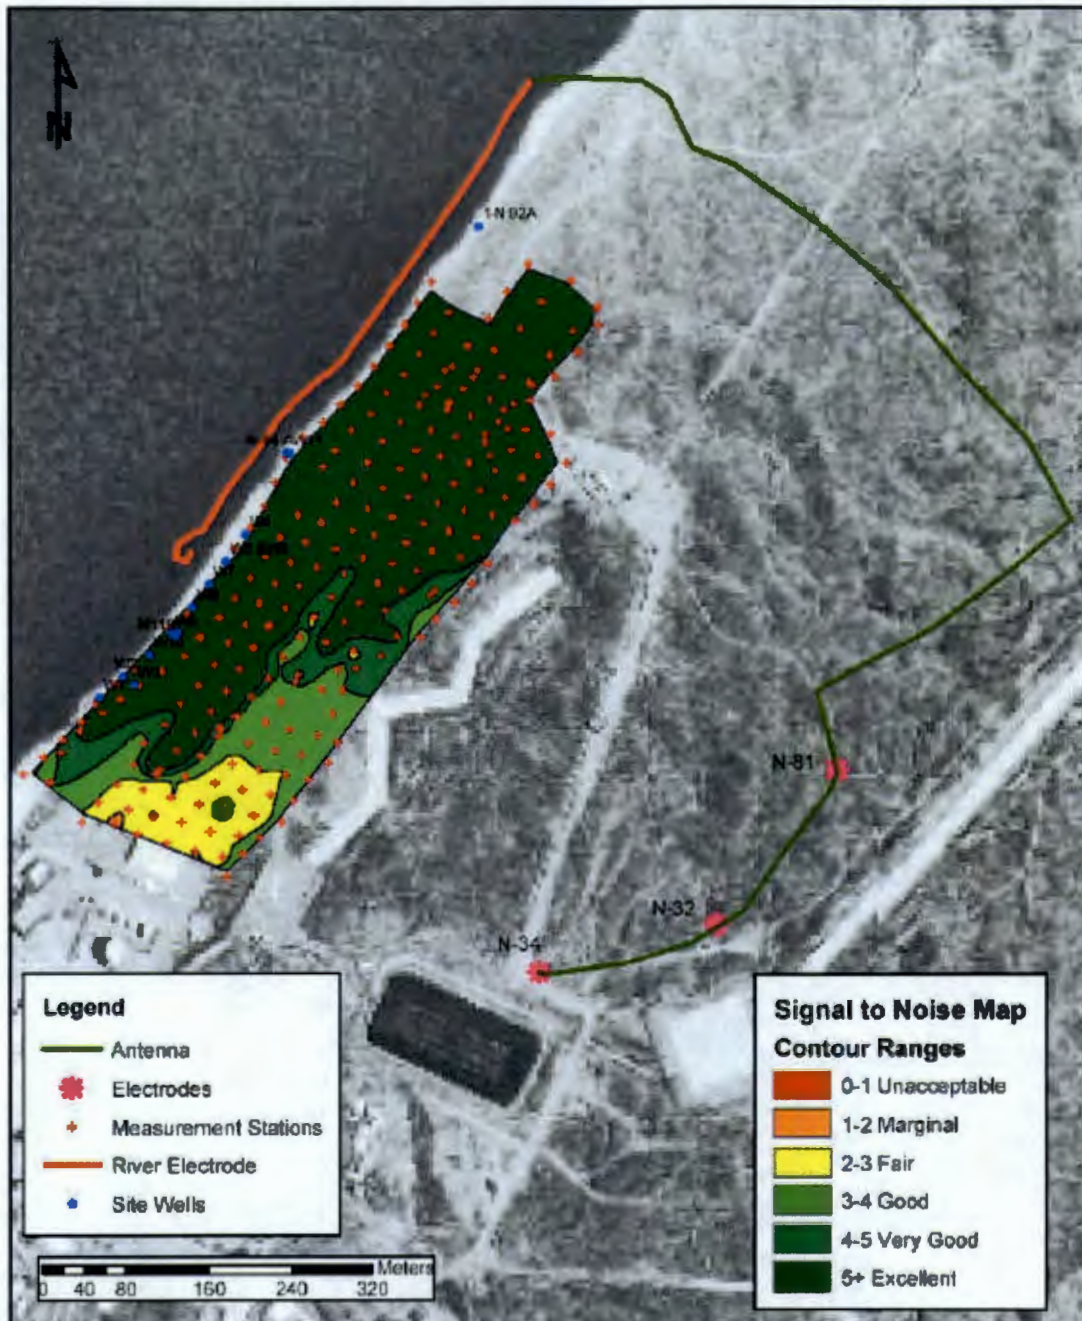 N
1-N 92A
N-81
N-32
N-34
Legend
Antenna
Electrodes
Measurement Stations
River Electrode
Site Wells
Meters
0 40 80 160 240 320
Signal to Noise Map
Contour Ranges
0-1 Unacceptable
1-2 Marginal
2-3 Fair
3-4 Good
4-5 Very Good
5+ Excellent